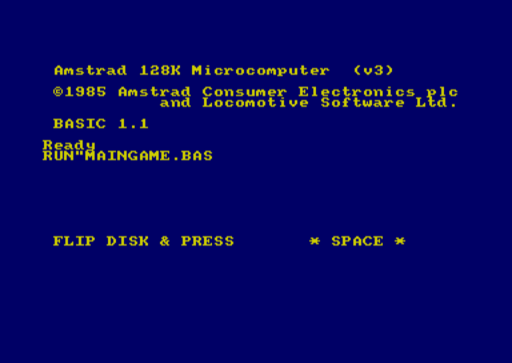 Amstrad 128K Microcomputer  (v3)
©1985 Amstrad Consumer Electronics plc
and Locomotive Software Ltd.
BASIC 1.1
Ready
RUN"MAINGAME.BAS
FLIP DISK & PRESS       * SPACE *